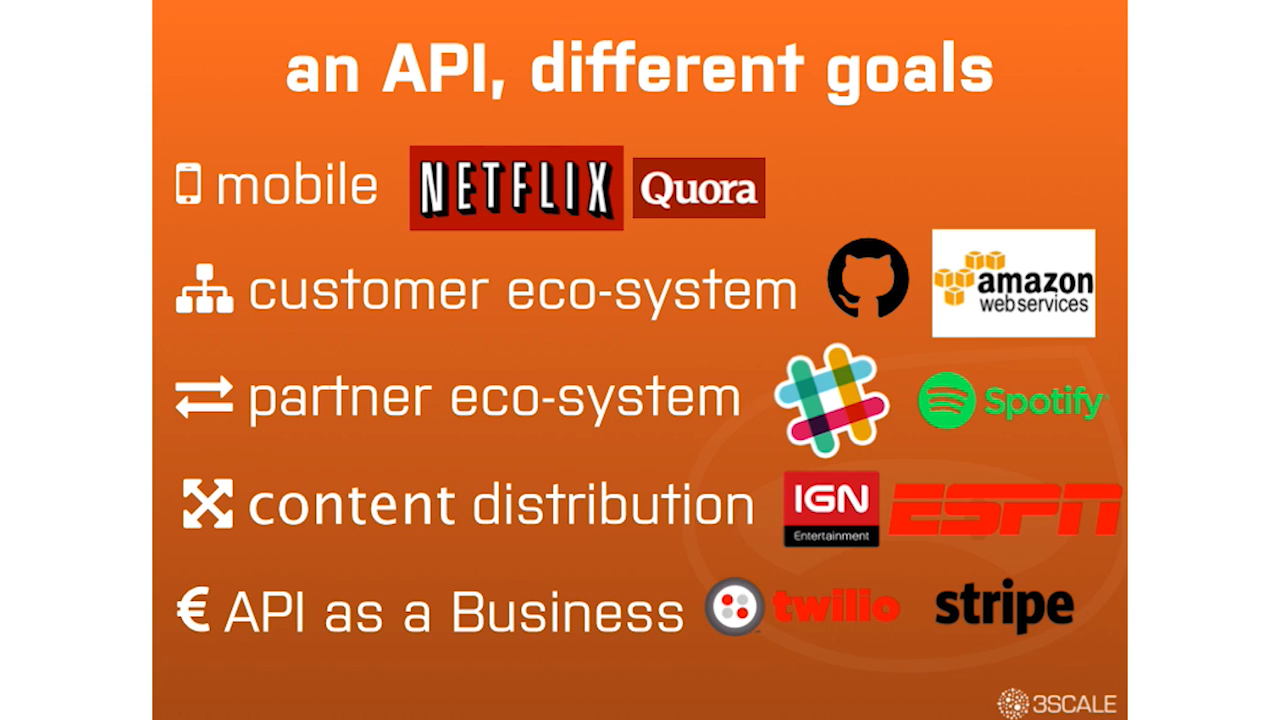 an API, different goals
mobile NETFLIX Quora
customer eco-system amazon
webservices
partner eco-system Spotify
content distribution IGN ESPN
Entertainment
€ API as a Business twilio stripe
3SCALE